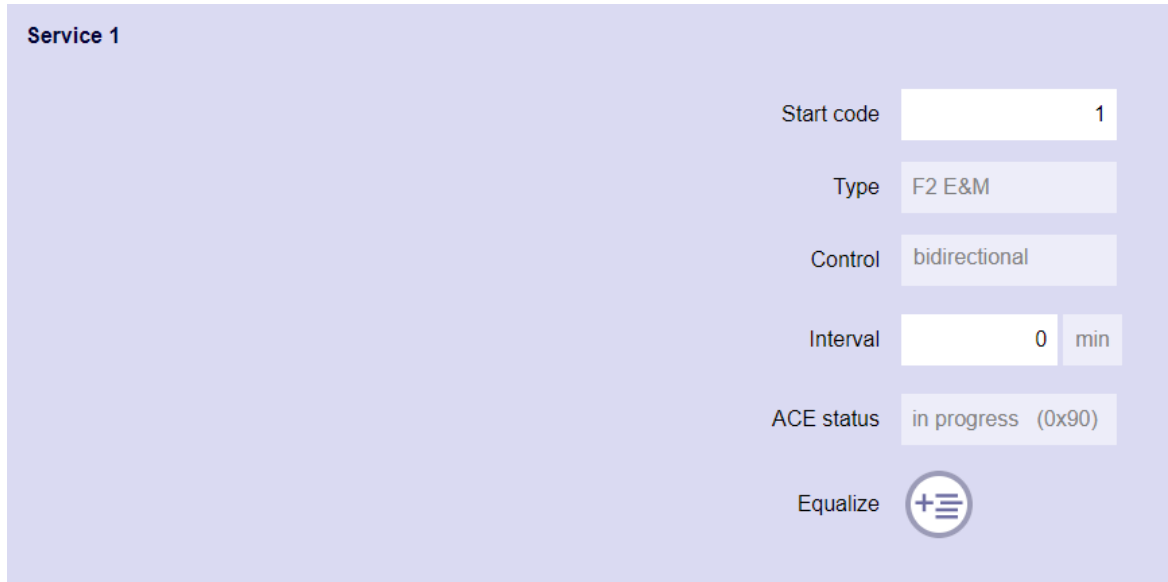 Service 1
Start code 1
Type F2 E&M
Control bidirectional
Interval 0 min
ACE status in progress (0x90)
Equalize